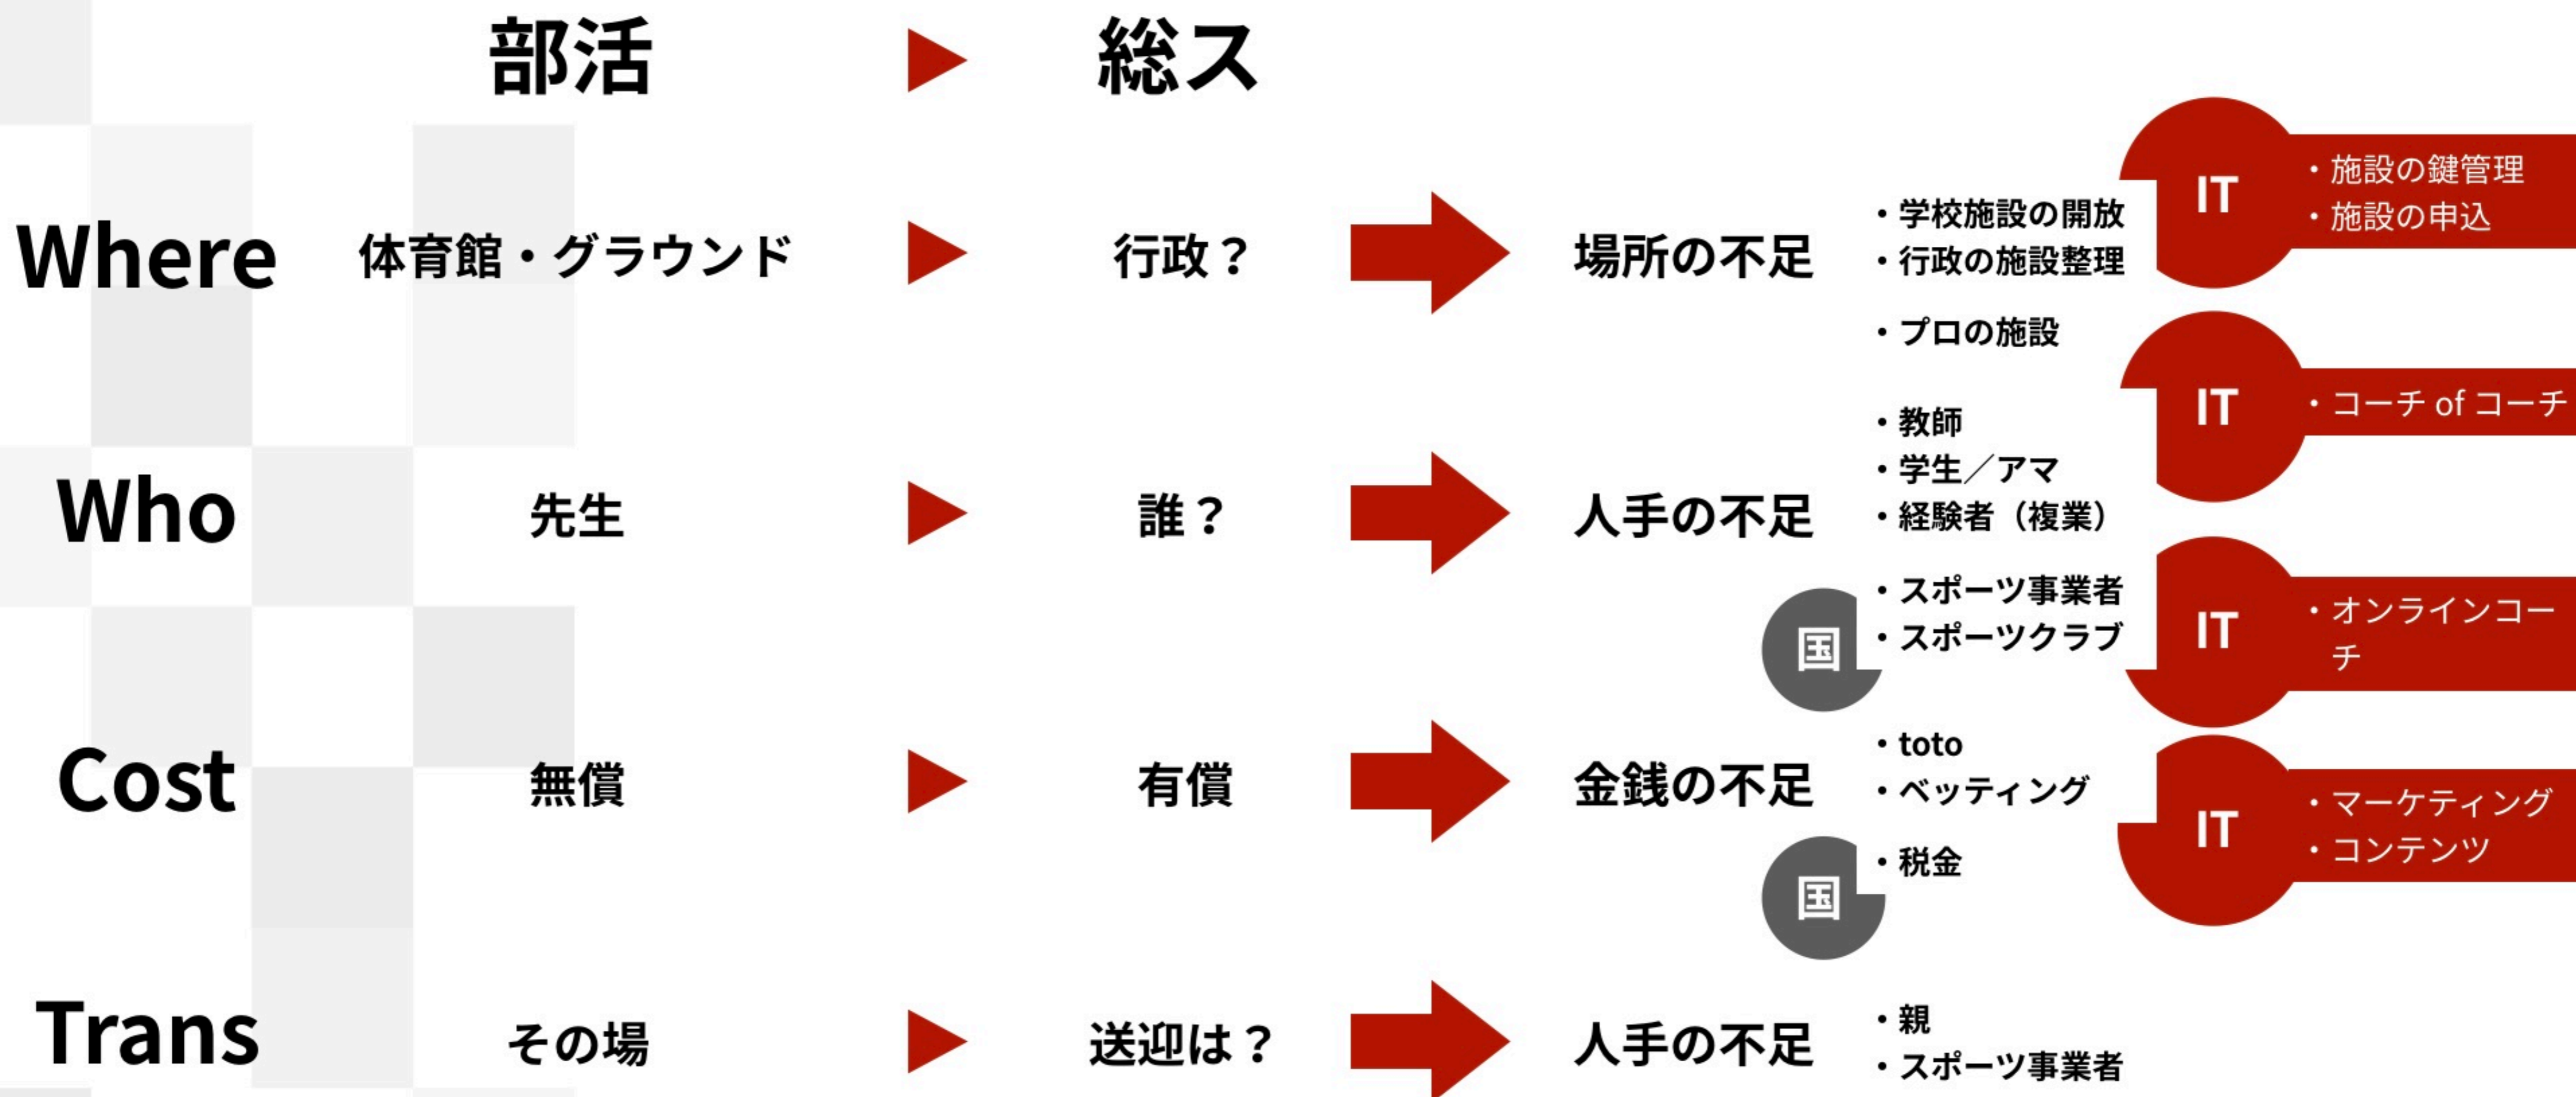 部活
総ス
Where
体育館・グラウンド
行政？
場所の不足
・学校施設の開放
・行政の施設整理
・プロの施設
IT
・施設の鍵管理
・施設の申込
Who
先生
誰？
人手の不足
・教師
・学生／アマ
・経験者（複業）
・スポーツ事業者
・スポーツクラブ
国
IT
・コーチ of コーチ
IT
・オンラインコー
チ
Cost
無償
有償
金銭の不足
・toto
・ベッティング
・税金
国
IT
・マーケティング
・コンテンツ
Trans
その場
送迎は？
人手の不足
・親
・スポーツ事業者